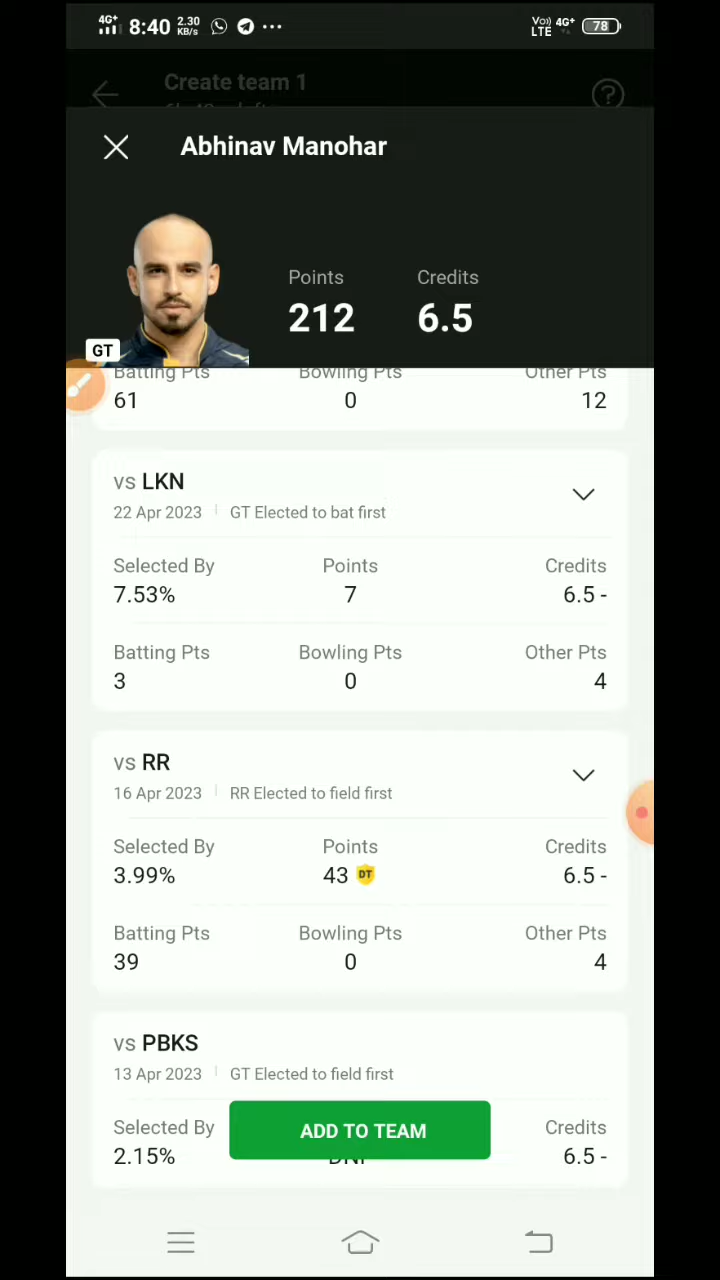 4G+ 8:40 2.30 KB/s ... VoD LTE 4G+ 78
Create team 1
Abhinav Manohar
Points Credits
212 6.5
GT
Batting Pts Bowling Pts Other Pts
61 0 12
vs LKN
22 Apr 2023 GT Elected to bat first
Selected By Points Credits
7.53% 7 6.5 -
Batting Pts Bowling Pts Other Pts
3 0 4
vs RR
16 Apr 2023 RR Elected to field first
Selected By Points Credits
3.99% 43 DT 6.5 -
Batting Pts Bowling Pts Other Pts
39 0 4
vs PBKS
13 Apr 2023 GT Elected to field first
Selected By ADD TO TEAM Credits
2.15% DNP 6.5 -